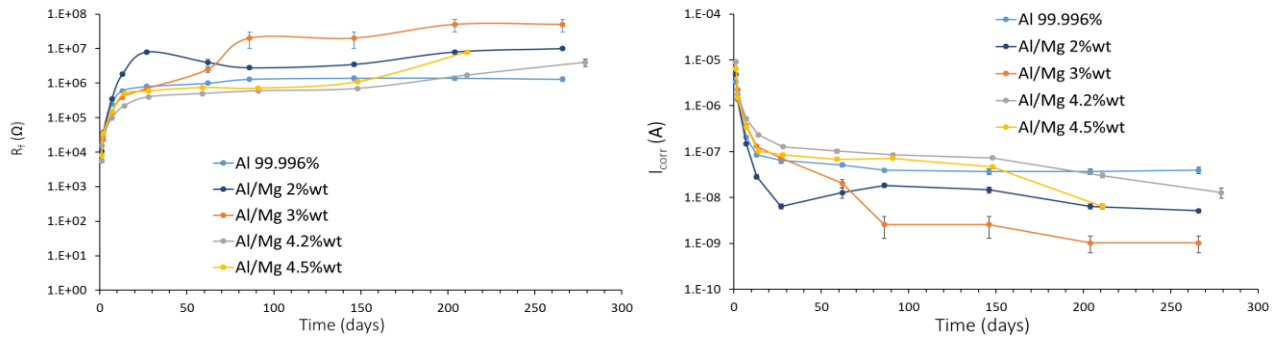 1.E+08
1.E+07
1.E+06
1.E+05
1.E+04
1.E+03
1.E+02
1.E+01
1.E+00
Rf (Ω)
Al 99.996%
Al/Mg 2%wt
Al/Mg 3%wt
Al/Mg 4.2%wt
Al/Mg 4.5%wt
0 50 100 150 200 250 300
Time (days)
1.E-04
1.E-05
1.E-06
1.E-07
1.E-08
1.E-09
1.E-10
Icorr (A)
Al 99.996%
Al/Mg 2%wt
Al/Mg 3%wt
Al/Mg 4.2%wt
Al/Mg 4.5%wt
0 50 100 150 200 250 300
Time (days)